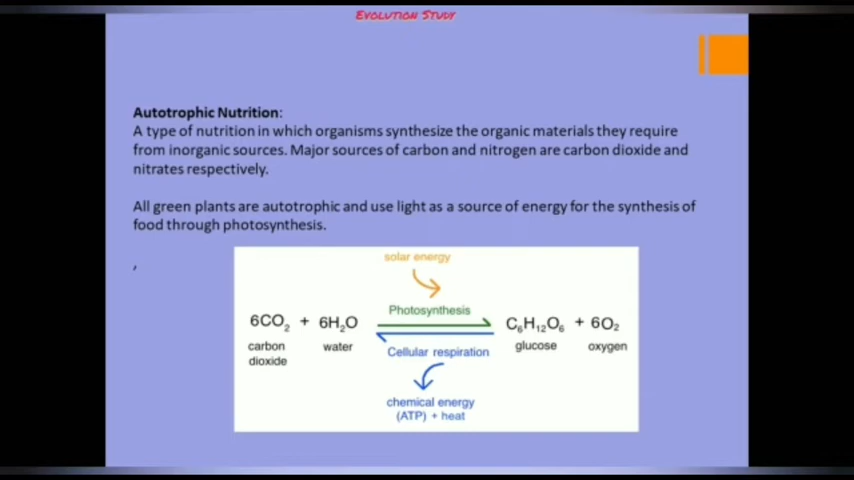 Evolution Study
Autotrophic Nutrition:
A type of nutrition in which organisms synthesize the organic materials they require
from inorganic sources. Major sources of carbon and nitrogen are carbon dioxide and
nitrates respectively.
All green plants are autotrophic and use light as a source of energy for the synthesis of
food through photosynthesis.
,
solar energy
Photosynthesis
6CO₂ + 6H₂O C₆H₁₂O₆ + 6O₂
carbon dioxide water glucose oxygen
Cellular respiration
chemical energy
(ATP) + heat